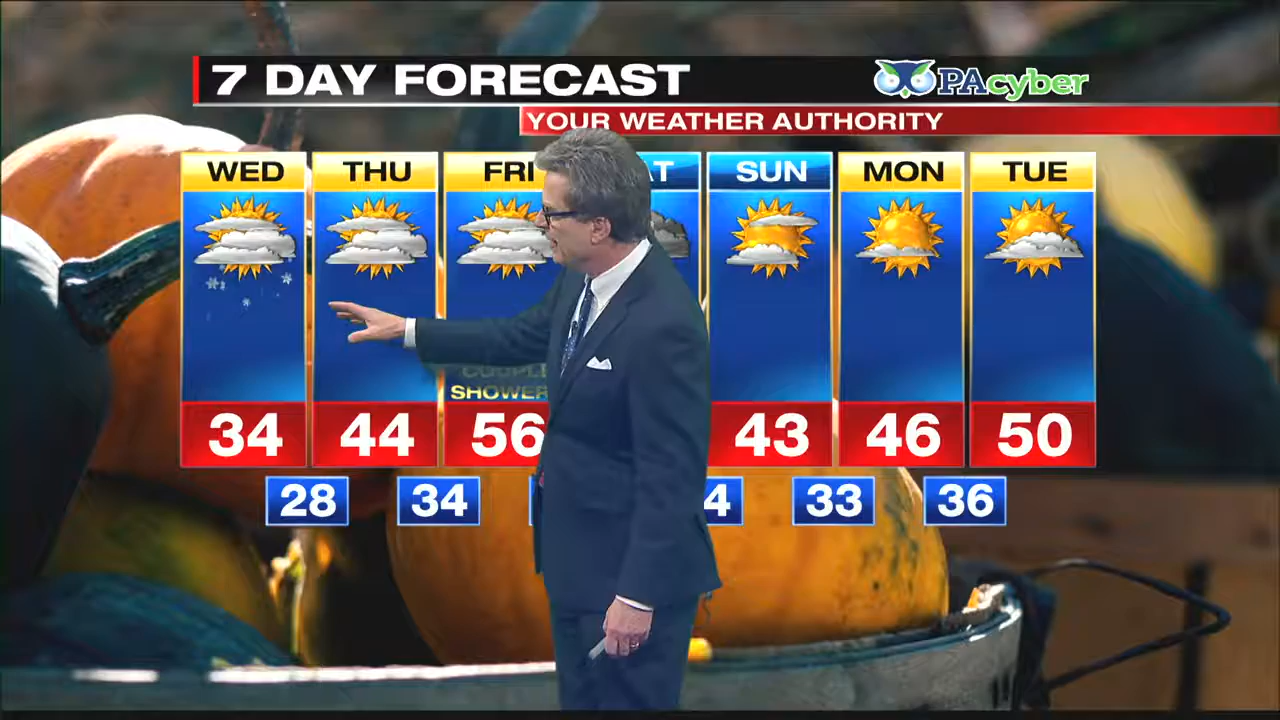 7 DAY FORECAST
PAcyber
YOUR WEATHER AUTHORITY
WED THU FRI SUN MON TUE
COUPLE
SHOWER
34 44 56 43 46 50
28 34 4 33 36